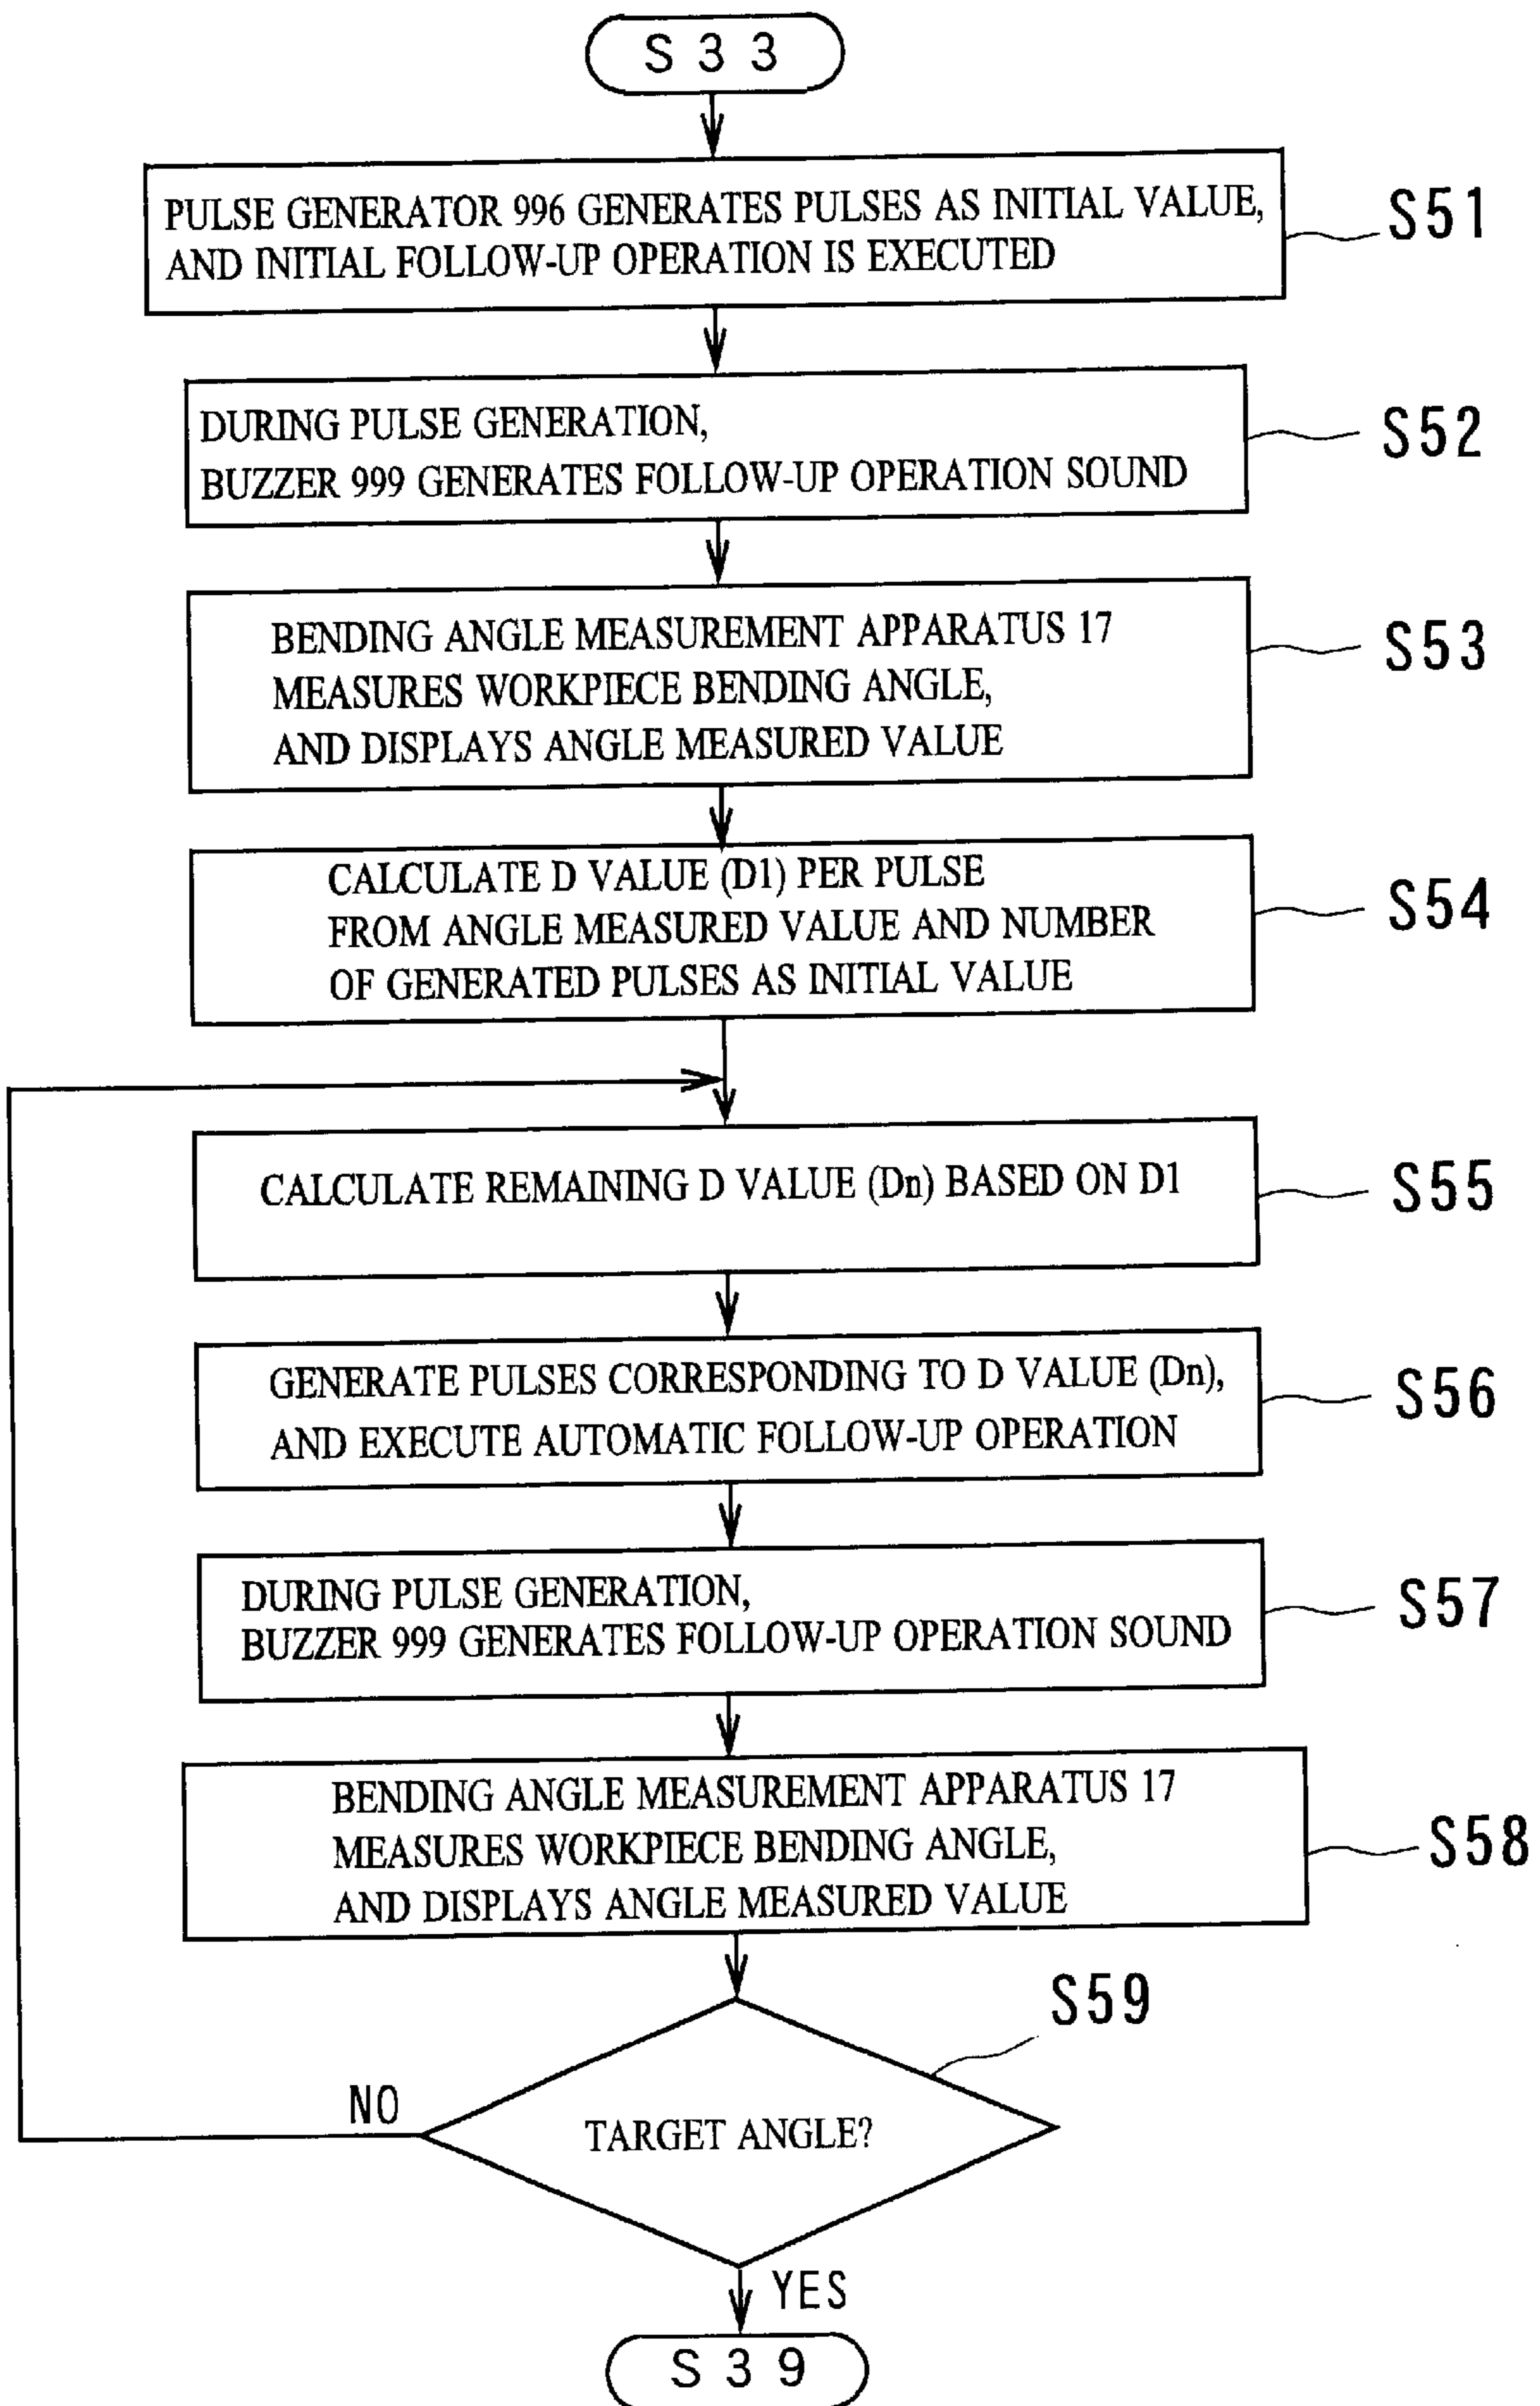 S33
PULSE GENERATOR 996 GENERATES PULSES AS INITIAL VALUE,
AND INITIAL FOLLOW-UP OPERATION IS EXECUTED
S51
DURING PULSE GENERATION,
BUZZER 999 GENERATES FOLLOW-UP OPERATION SOUND
S52
BENDING ANGLE MEASUREMENT APPARATUS 17
MEASURES WORKPIECE BENDING ANGLE,
AND DISPLAYS ANGLE MEASURED VALUE
S53
CALCULATE D VALUE (D1) PER PULSE
FROM ANGLE MEASURED VALUE AND NUMBER
OF GENERATED PULSES AS INITIAL VALUE
S54
CALCULATE REMAINING D VALUE (Dn) BASED ON D1
S55
GENERATE PULSES CORRESPONDING TO D VALUE (Dn),
AND EXECUTE AUTOMATIC FOLLOW-UP OPERATION
S56
DURING PULSE GENERATION,
BUZZER 999 GENERATES FOLLOW-UP OPERATION SOUND
S57
BENDING ANGLE MEASUREMENT APPARATUS 17
MEASURES WORKPIECE BENDING ANGLE,
AND DISPLAYS ANGLE MEASURED VALUE
S58
S59
NO
TARGET ANGLE?
YES
S39